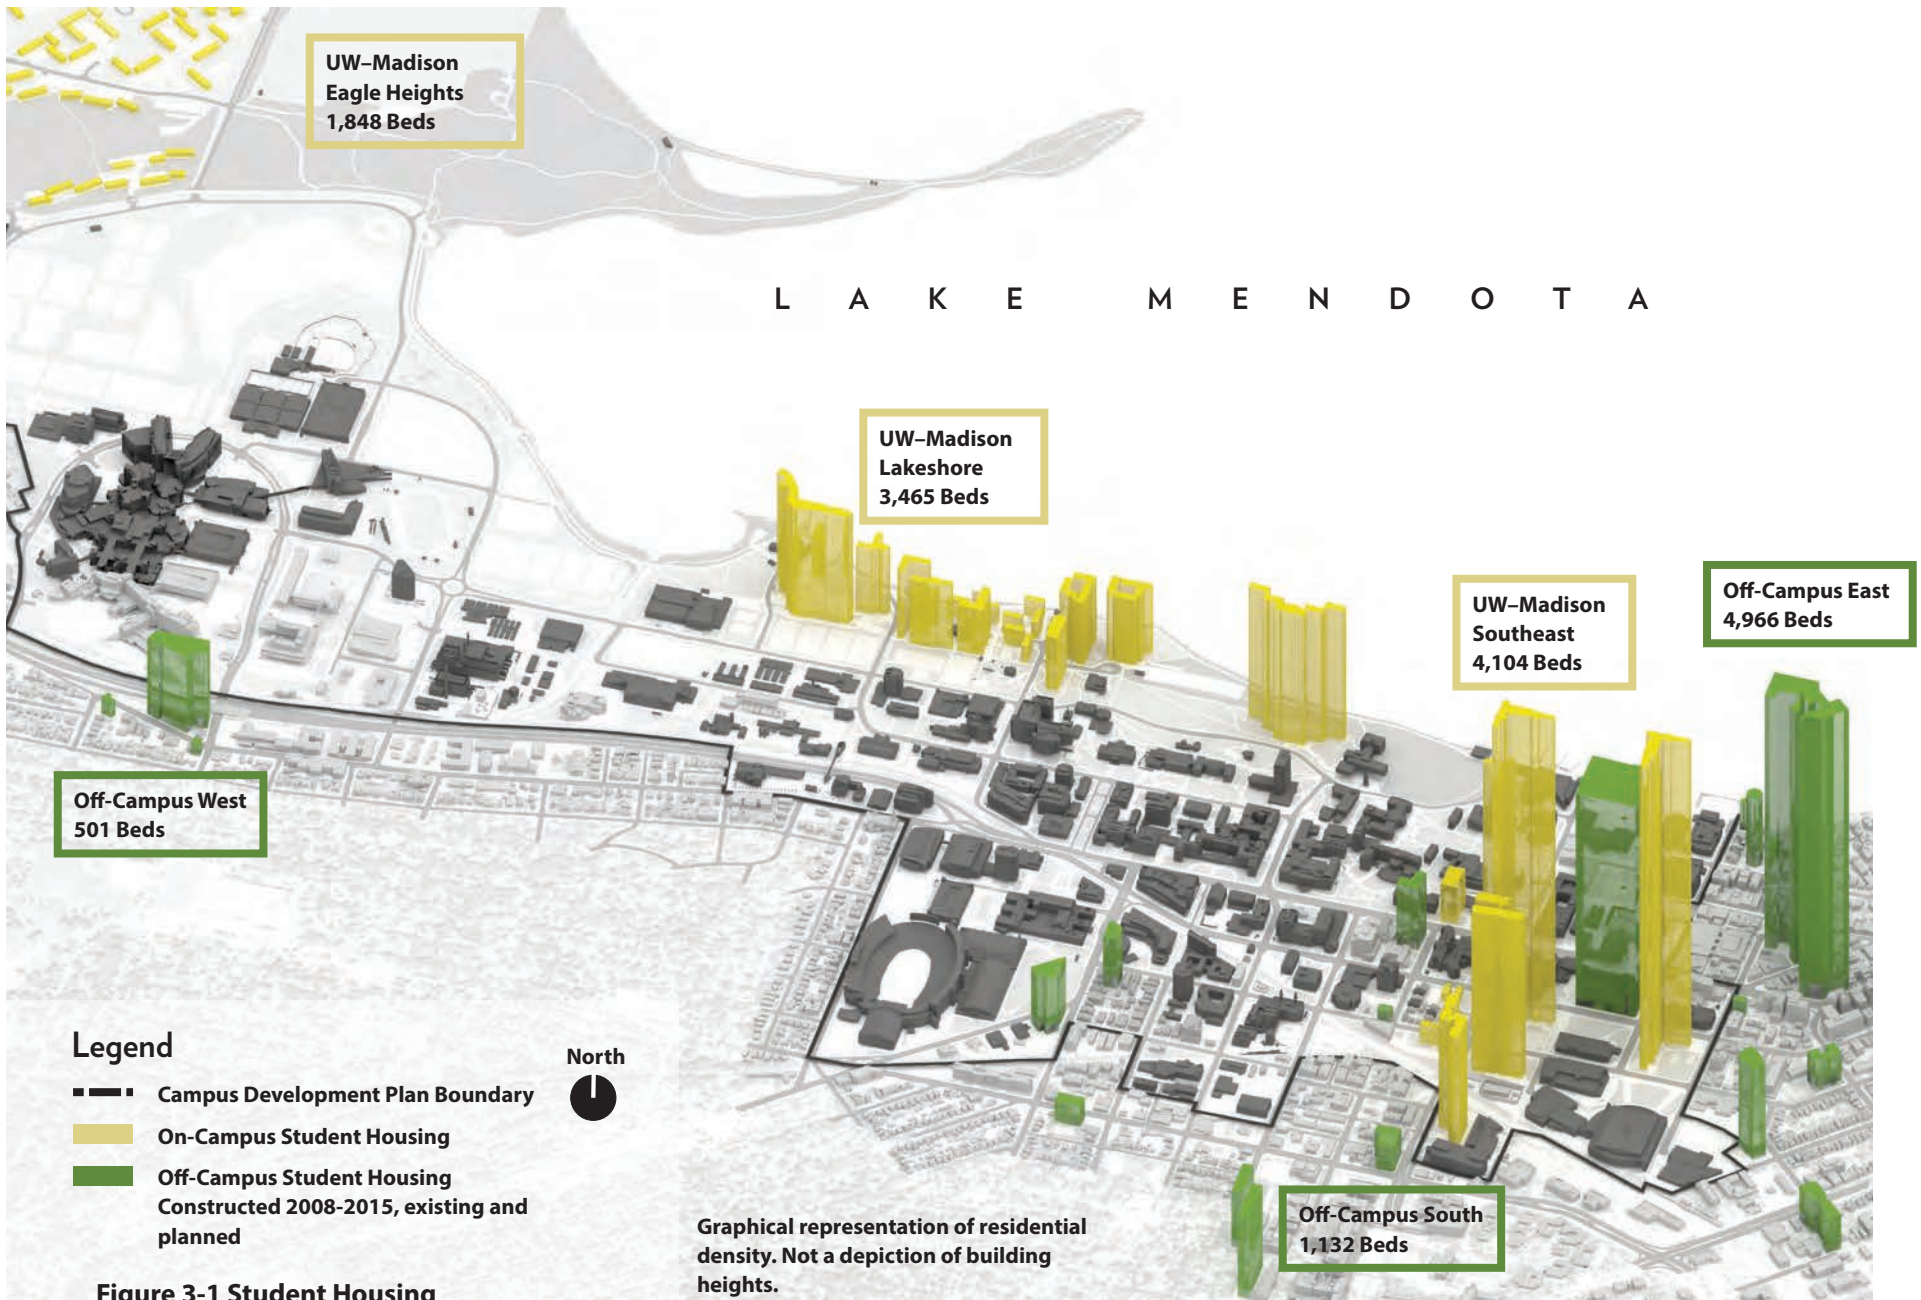 UW–Madison
Eagle Heights
1,848 Beds
LAKE MENDOTA
UW–Madison
Lakeshore
3,465 Beds
UW–Madison
Southeast
4,104 Beds
Off-Campus East
4,966 Beds
Off-Campus West
501 Beds
Off-Campus South
1,132 Beds
Legend
North
Campus Development Plan Boundary
On-Campus Student Housing
Off-Campus Student Housing
Constructed 2008-2015, existing and
planned
Graphical representation of residential
density. Not a depiction of building
heights.
Figure 3-1 Student Housing